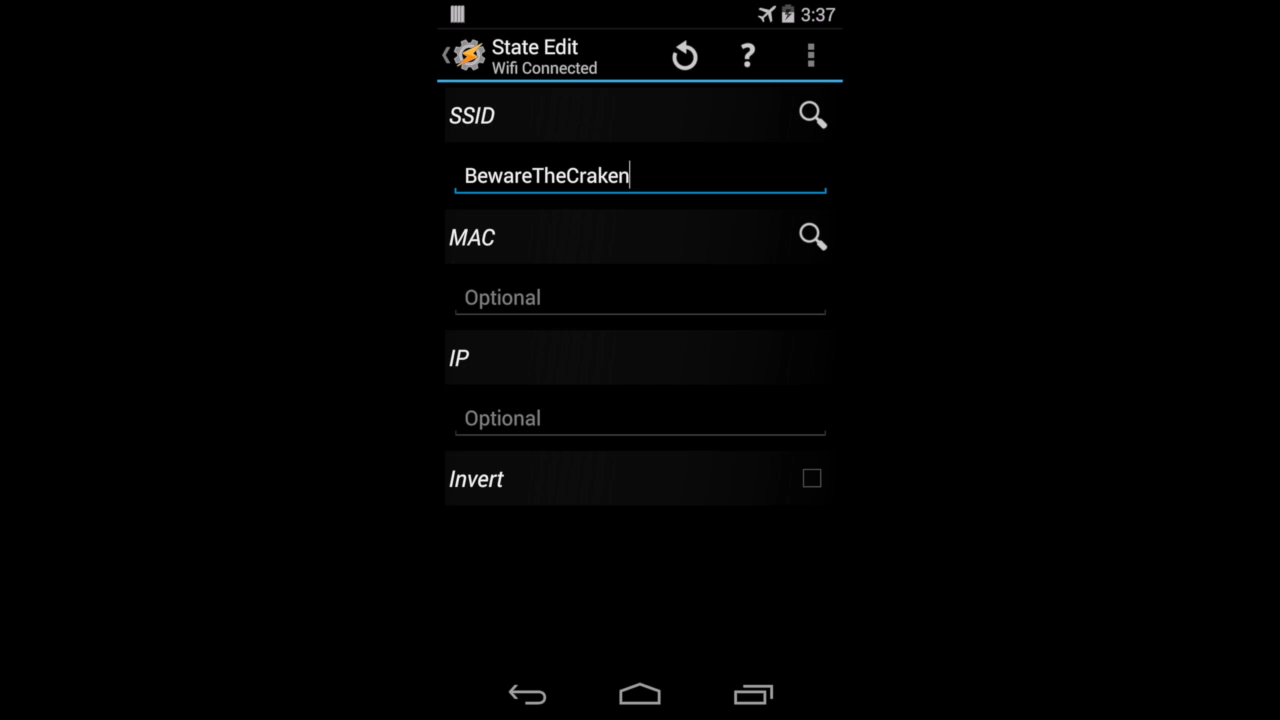 3:37
State Edit
Wifi Connected
?
SSID
BewareTheCraken
MAC
Optional
IP
Optional
Invert